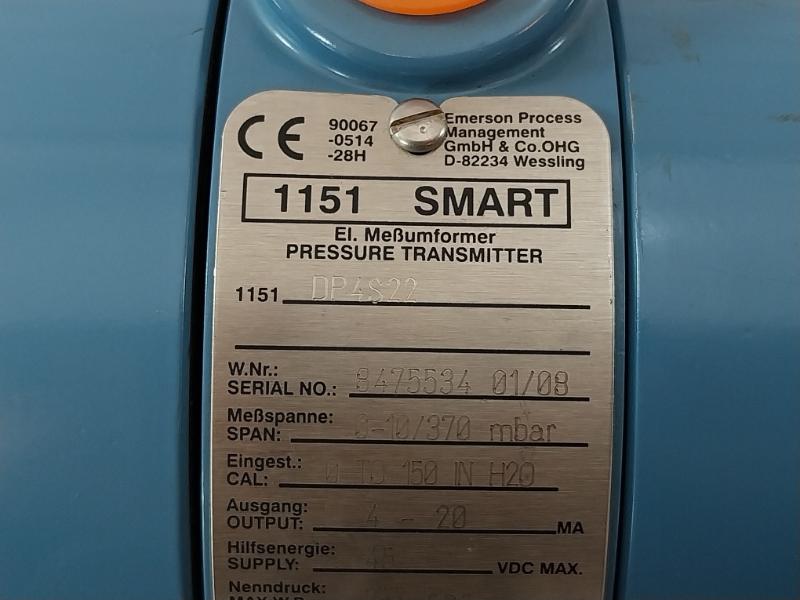 CE 90067 -0514 -28H
Emerson Process
Management
GmbH & Co.OHG
D-82234 Wessling
1151 SMART
El. Meßumformer
PRESSURE TRANSMITTER
1151 DP4S22
W.Nr.:
SERIAL NO.: 8475534 01/08
Meßspanne:
SPAN: 0-10/370 mbar
Eingest.:
CAL: 0 TO 150 IN H2O
Ausgang:
OUTPUT: 4 - 20 MA
Hilfsenergie:
SUPPLY: VDC MAX.
Nenndruck: